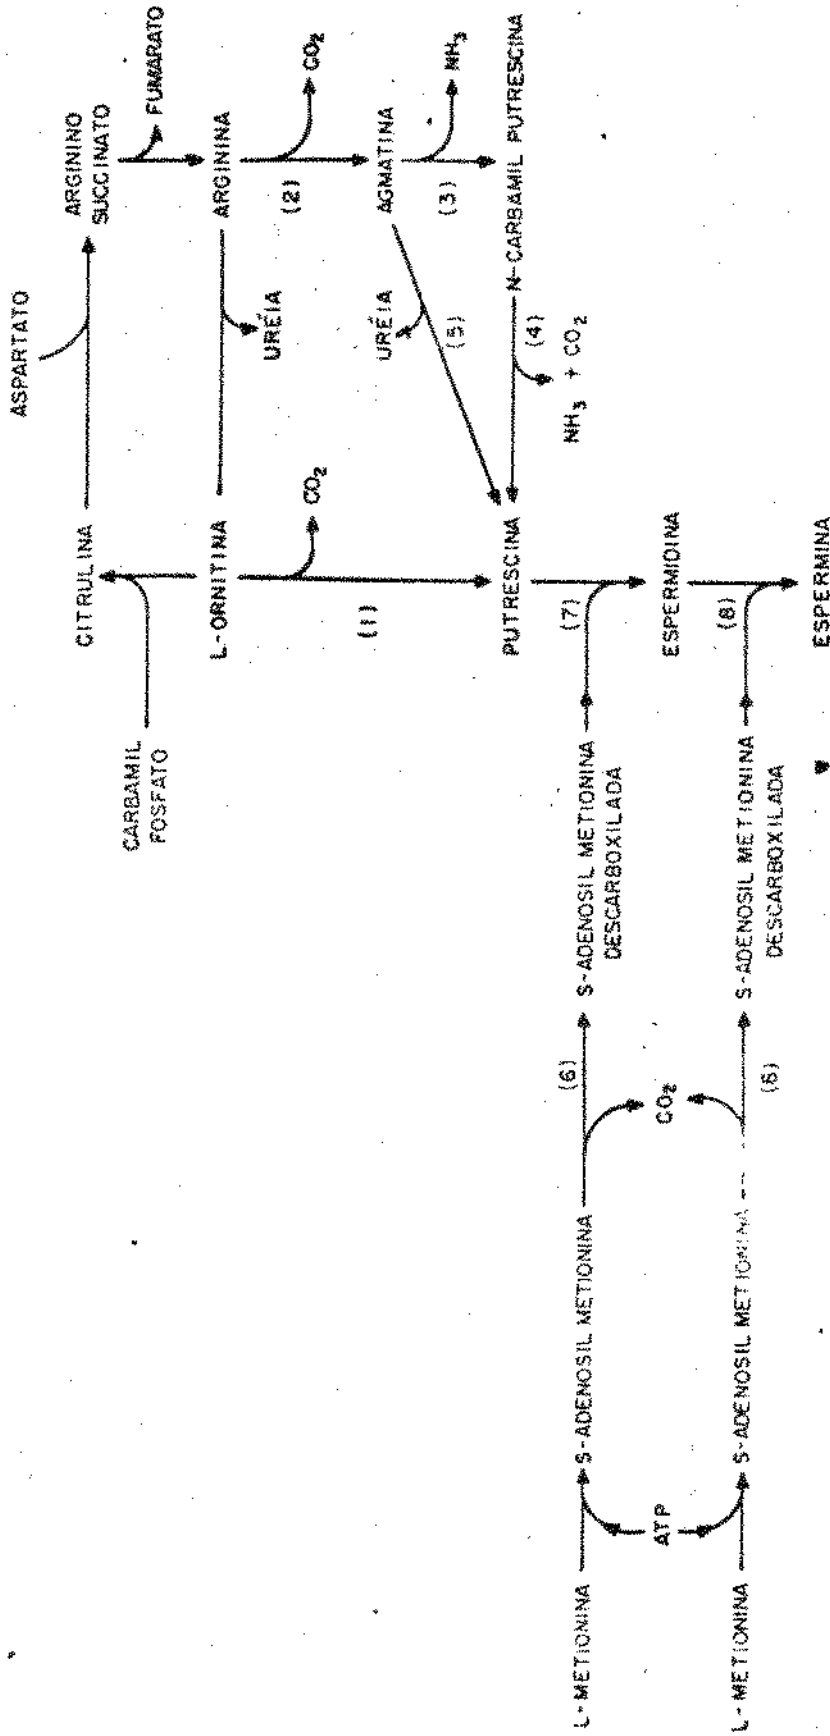 ASPARTATO
CITRULINA
ARGININO
SUCCINATO
CARBAMIL
FOSFATO
FUMARATO
L-ORNITINA
ARGININA
URÉIA
(2)
CO2
CO2
(1)
URÉIA
AGMATINA
(5)
(3)
NH3
PUTRESCINA
N-CARBAMIL PUTRESCINA
(4)
NH3 + CO2
L-METIONINA
S-ADENOSIL METIONINA
(6)
S-ADENOSIL METIONINA
DESCARBOXILADA
(7)
ATP
CO2
ESPERMIDINA
L-METIONINA
S-ADENOSIL METIONINA
(6)
S-ADENOSIL METIONINA
DESCARBOXILADA
(8)
ESPERMINA